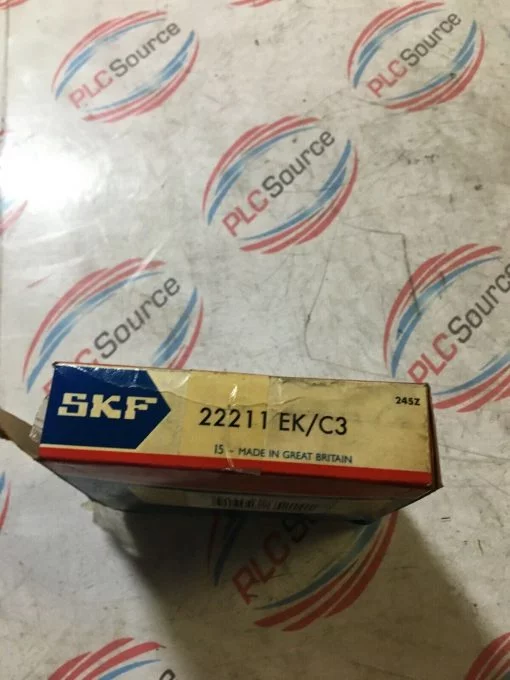 PLC Source
PLC Source
PLC Source
PLC Source
PLC Source
SKF
22211 EK/C3
245Z
15 - MADE IN GREAT BRITAIN
PLC Source